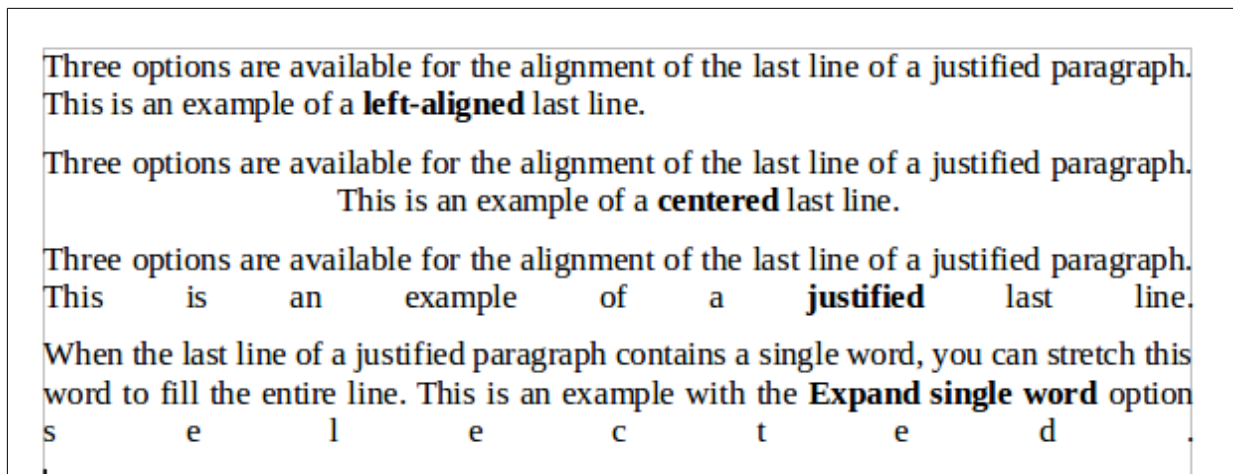 Three options are available for the alignment of the last line of a justified paragraph.
This is an example of a left-aligned last line.
Three options are available for the alignment of the last line of a justified paragraph.
This is an example of a centered last line.
Three options are available for the alignment of the last line of a justified paragraph.
This is an example of a justified last line.
When the last line of a justified paragraph contains a single word, you can stretch this
word to fill the entire line. This is an example with the Expand single word option
s e l e c t e d .